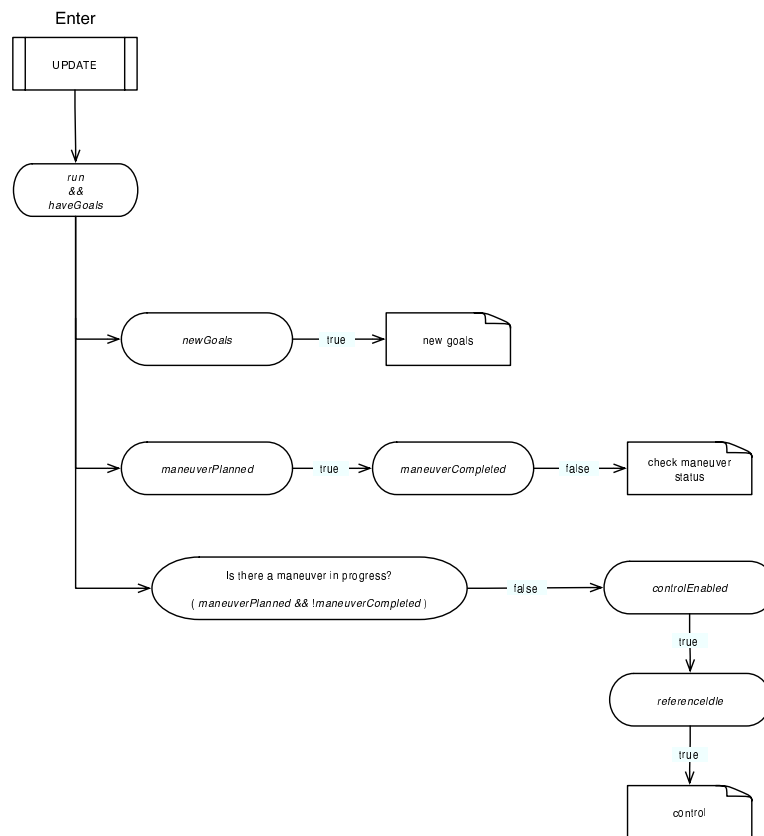 Enter
UPDATE
run
&&
haveGoals
newGoals
true
new goals
maneuverPlanned
true
maneuverCompleted
false
check maneuver
status
Is there a maneuver in progress?
( maneuverPlanned && !maneuverCompleted )
false
controlEnabled
true
referenceIdle
true
control